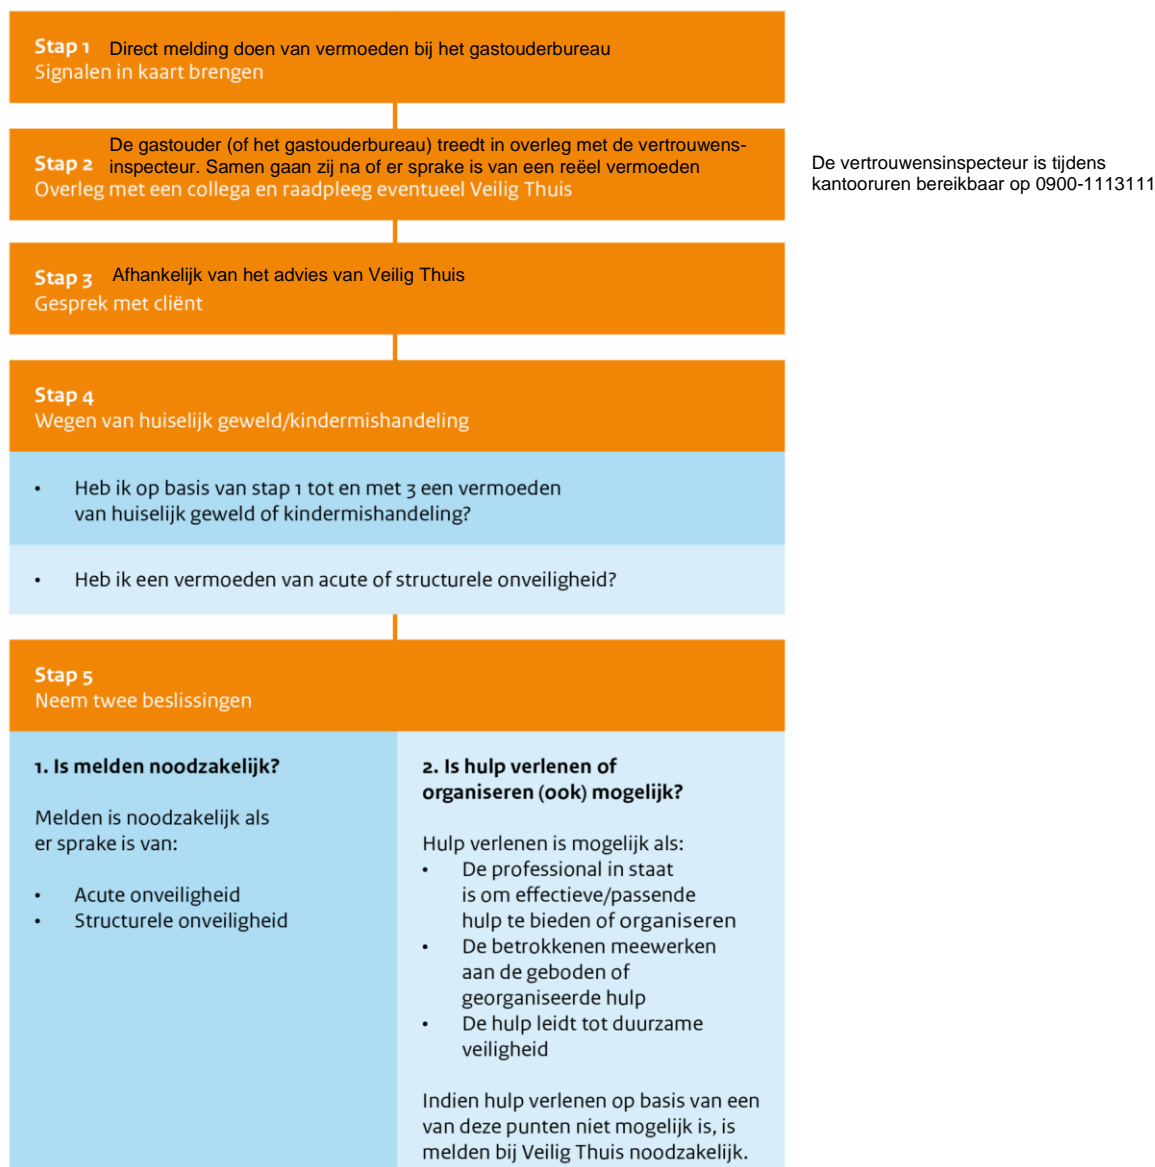 Stap 1 Direct melding doen van vermoeden bij het gastouderbureau
Signalen in kaart brengen
De gastouder (of het gastouderbureau) treedt in overleg met de vertrouwens-
Stap 2 inspecteur. Samen gaan zij na of er sprake is van een reëel vermoeden
Overleg met een collega en raadpleeg eventueel Veilig Thuis
De vertrouwensinspecteur is tijdens
kantooruren bereikbaar op 0900-1113111
Stap 3 Afhankelijk van het advies van Veilig Thuis
Gesprek met cliënt
Stap 4
Wegen van huiselijk geweld/kindermishandeling
• Heb ik op basis van stap 1 tot en met 3 een vermoeden
van huiselijk geweld of kindermishandeling?
• Heb ik een vermoeden van acute of structurele onveiligheid?
Stap 5
Neem twee beslissingen
1. Is melden noodzakelijk?
Melden is noodzakelijk als
er sprake is van:
• Acute onveiligheid
• Structurele onveiligheid
2. Is hulp verlenen of
organiseren (ook) mogelijk?
Hulp verlenen is mogelijk als:
• De professional in staat
is om effectieve/passende
hulp te bieden of organiseren
• De betrokkenen meewerken
aan de geboden of
georganiseerde hulp
• De hulp leidt tot duurzame
veiligheid
Indien hulp verlenen op basis van een
van deze punten niet mogelijk is, is
melden bij Veilig Thuis noodzakelijk.